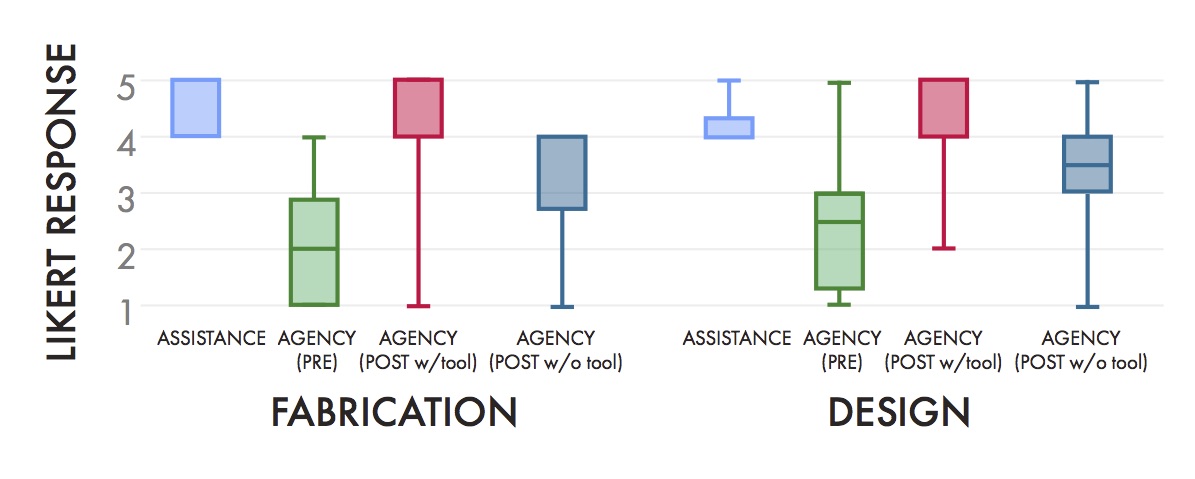 LIKERT RESPONSE
5
4
3
2
1
ASSISTANCE
AGENCY
(PRE)
AGENCY
(POST w/tool)
AGENCY
(POST w/o tool)
FABRICATION
ASSISTANCE
AGENCY
(PRE)
AGENCY
(POST w/tool)
AGENCY
(POST w/o tool)
DESIGN